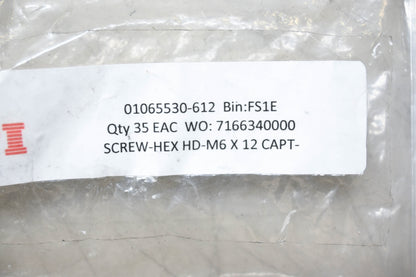 01065530-612 Bin:FS1E
Qty 35 EAC WO: 7166340000
SCREW-HEX HD-M6 X 12 CAPT-